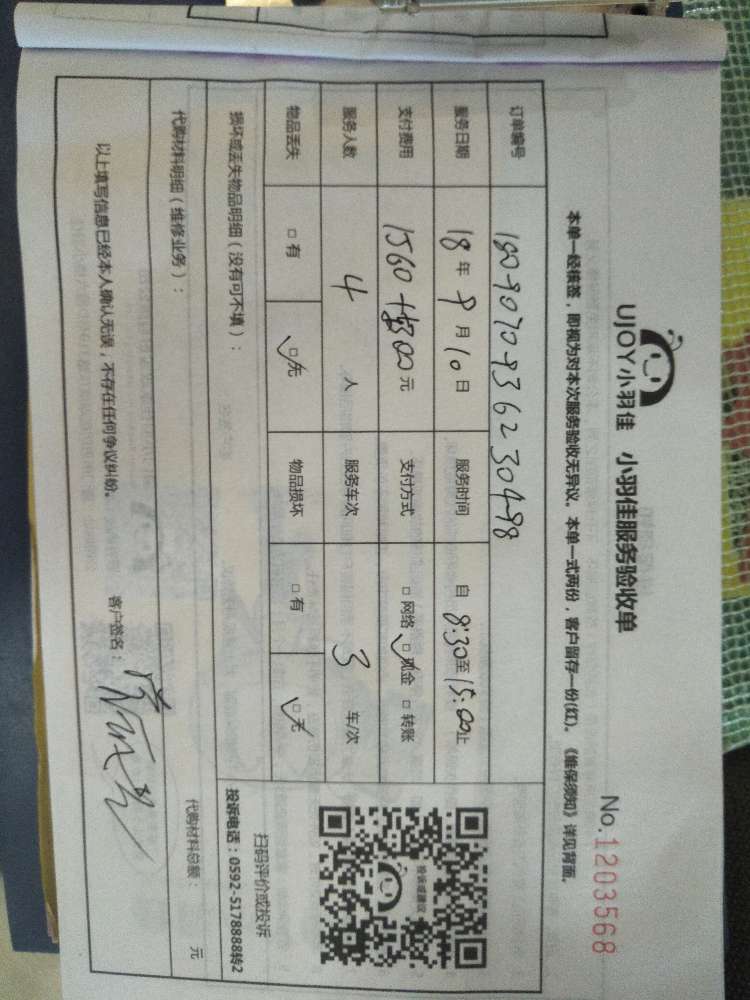 UJOY小羽佳 小羽佳服务验收单
No.1203568
本单一经核签，即视为对本次服务验收无异议。本单一式两份，客户留存一份(红)。《维保须知》详见背面。
订单编号
服务日期 18年9月10日 服务时间 自8:30至15:00止
支付费用 元 支付方式 □网络 ☑现金 □转账
服务人数 4人 服务车次 3车/次
物品丢失 □有 ☑无 物品损坏 □有 ☑无
投诉或建议
扫码评价或投诉
投诉电话：0592-5178888转2
损坏或丢失物品明细（没有可不填）：
代购材料明细（维修业务）：
代购材料总额： 元
以上填写信息已经本人确认无误，不存在任何争议纠纷。
客户签名：